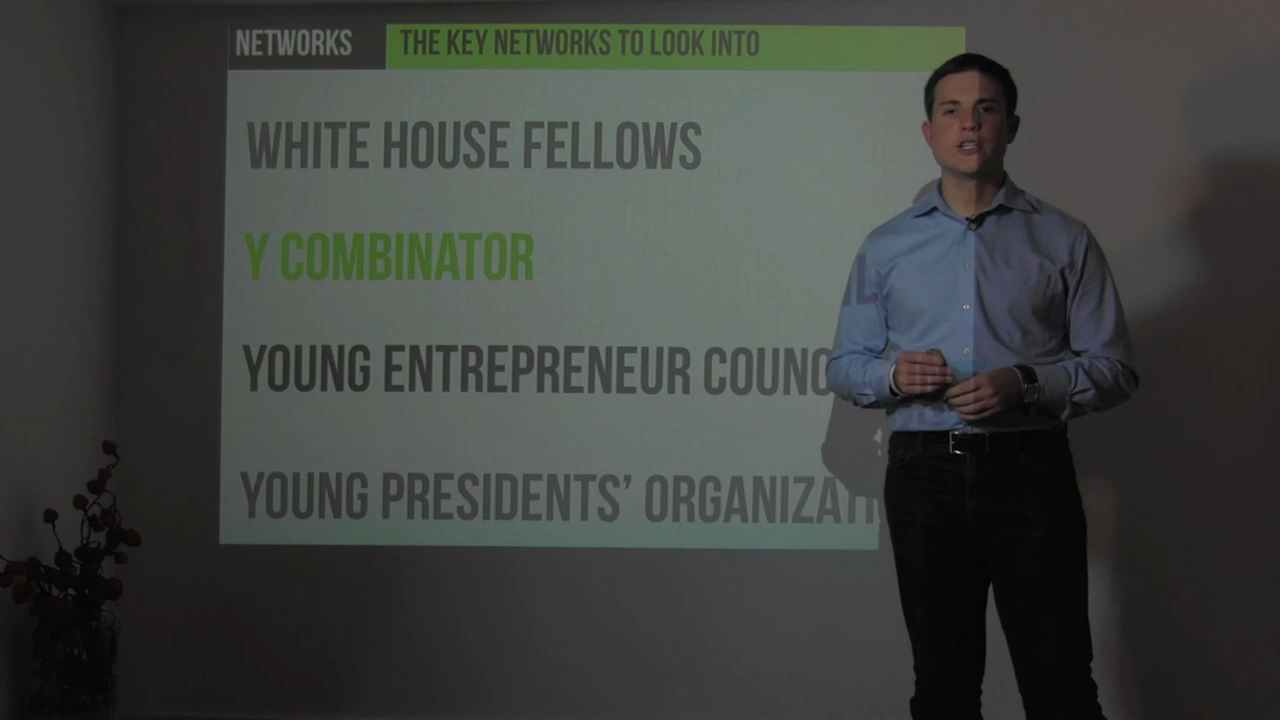 NETWORKS THE KEY NETWORKS TO LOOK INTO
WHITE HOUSE FELLOWS
Y COMBINATOR
YOUNG ENTREPRENEUR COUNC
YOUNG PRESIDENTS' ORGANIZATI